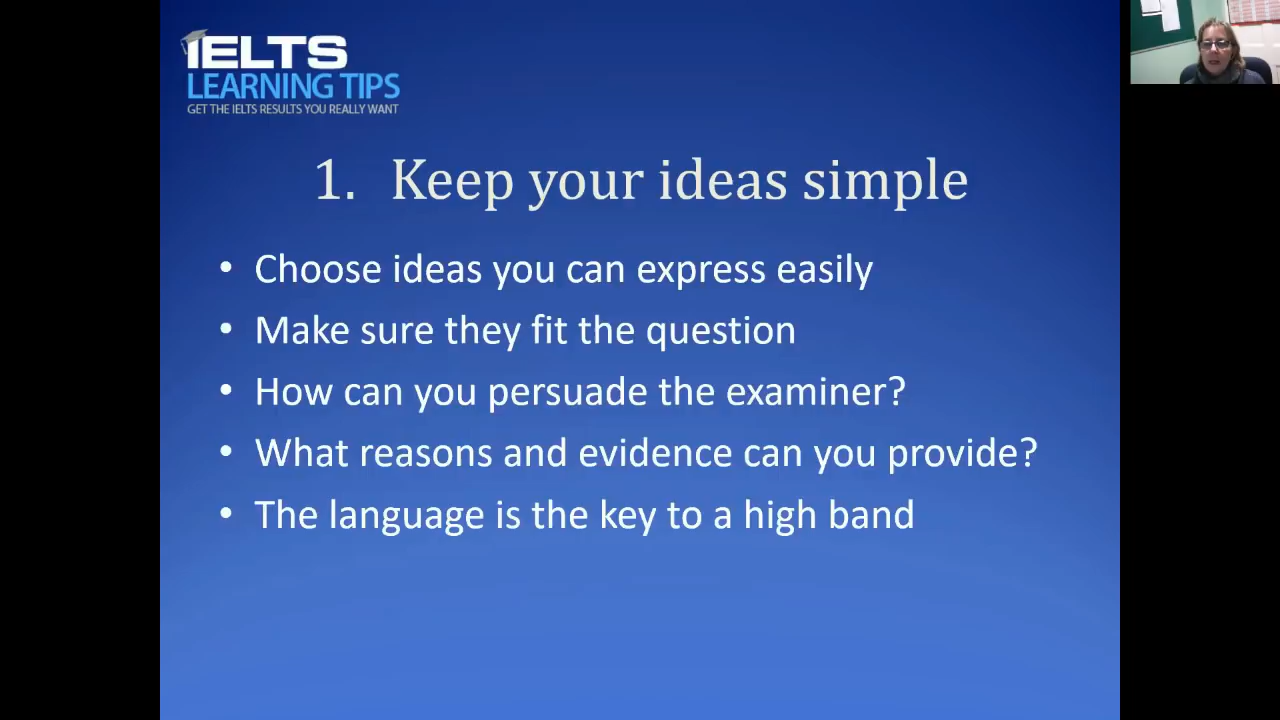 IELTS
LEARNING TIPS
GET THE IELTS RESULTS YOU REALLY WANT
1. Keep your ideas simple
• Choose ideas you can express easily
• Make sure they fit the question
• How can you persuade the examiner?
• What reasons and evidence can you provide?
• The language is the key to a high band